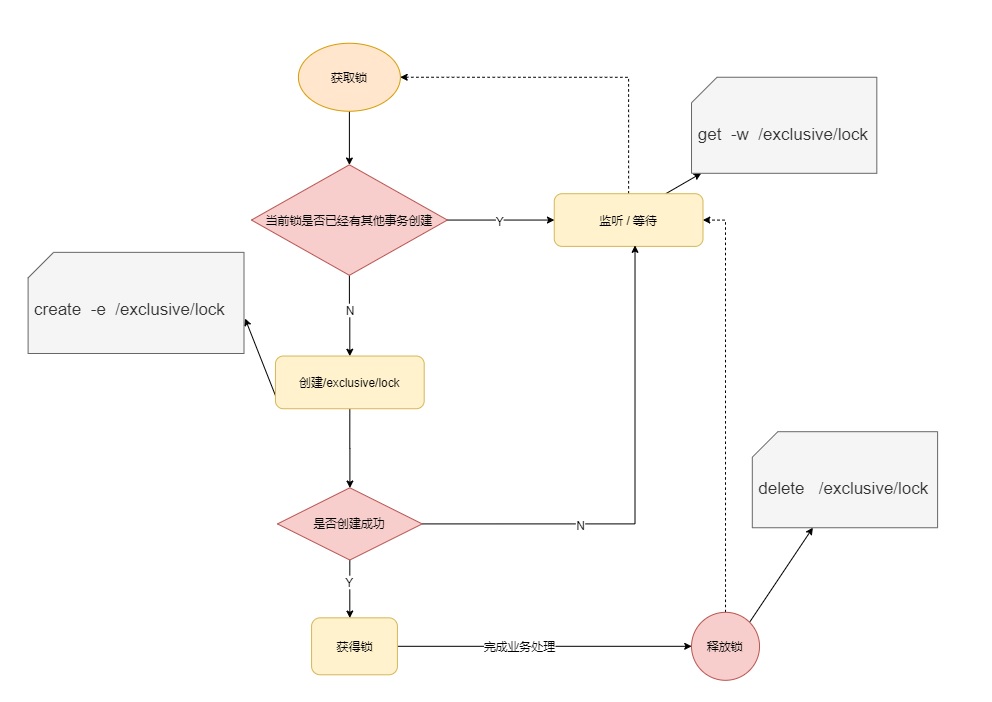 获取锁
get -w /exclusive/lock
当前锁是否已经有其他事务创建
Y
监听 / 等待
create -e /exclusive/lock
N
创建/exclusive/lock
delete /exclusive/lock
是否创建成功
N
Y
获得锁
完成业务处理
释放锁